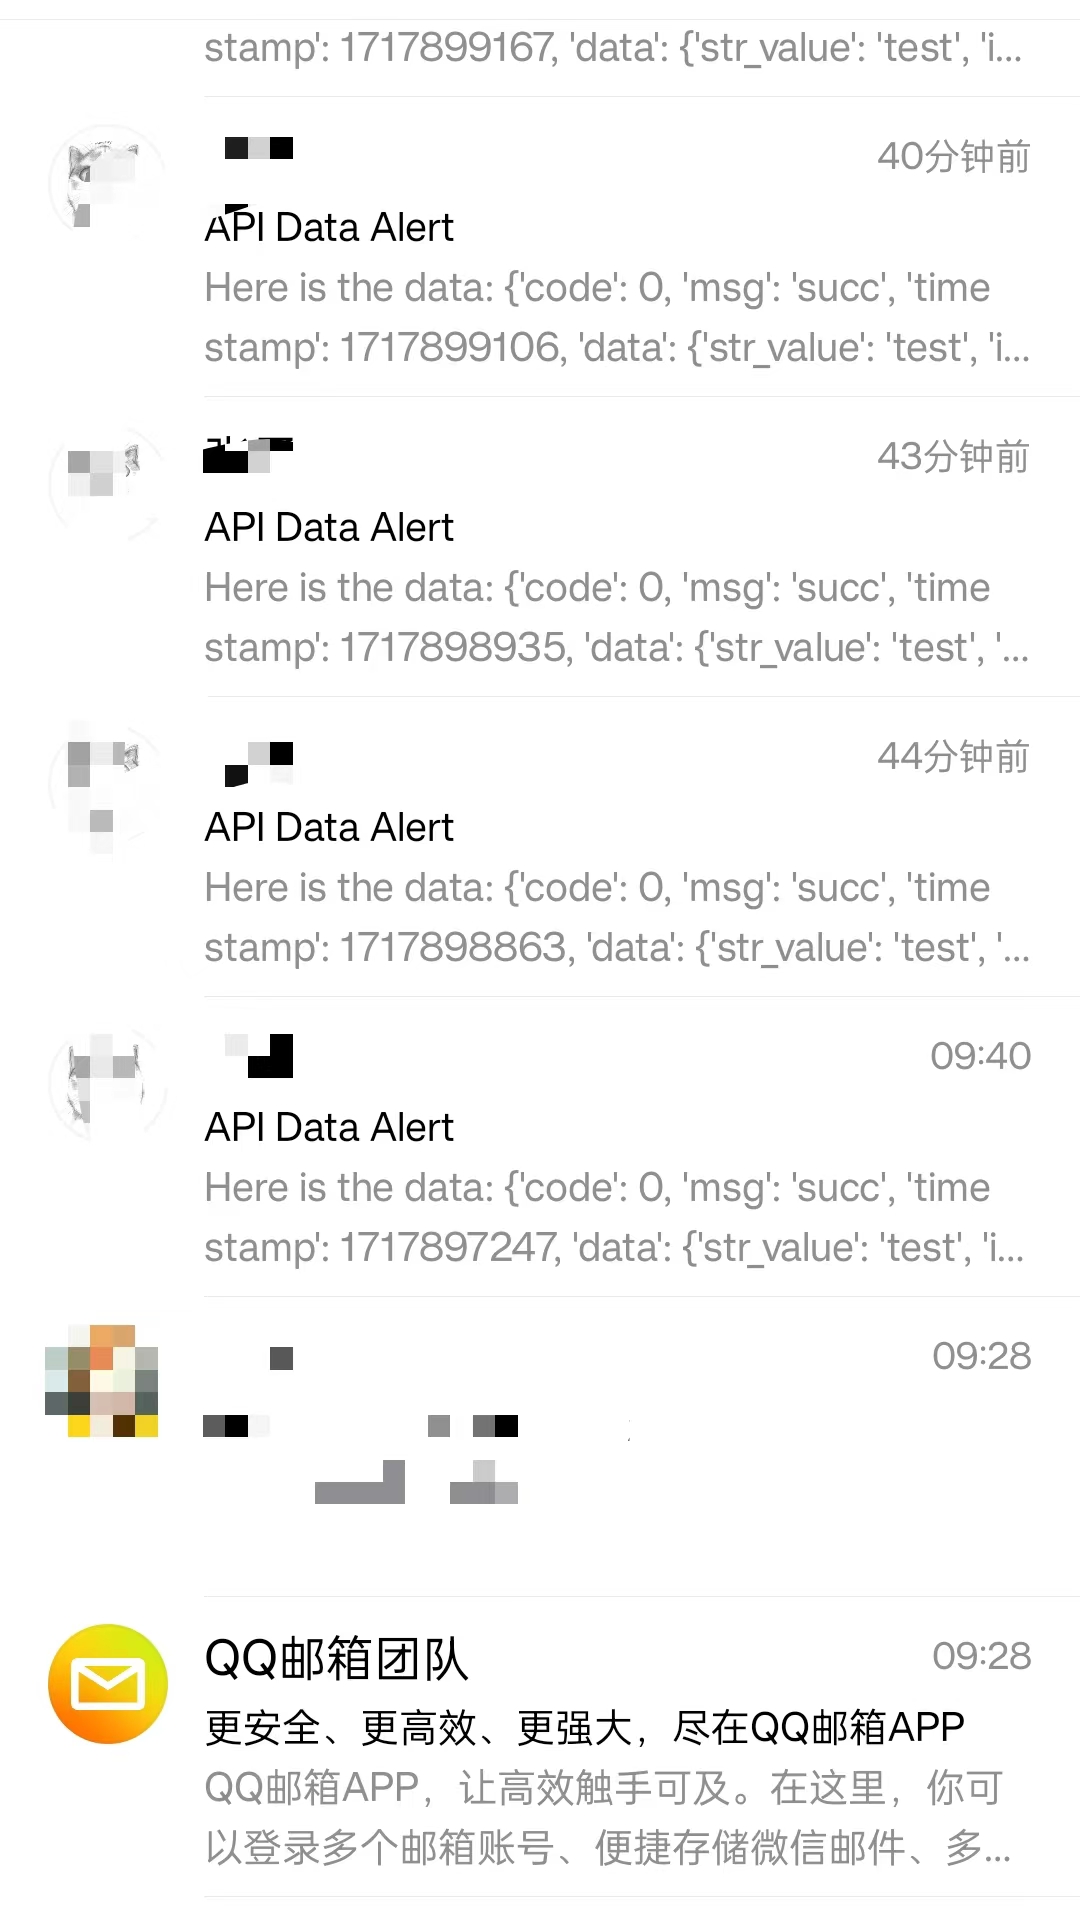 stamp': 1717899167, 'data': {'str_value': 'test', 'i...
40分钟前
API Data Alert
Here is the data: {'code': 0, 'msg': 'succ', 'time
stamp': 1717899106, 'data': {'str_value': 'test', 'i...
43分钟前
API Data Alert
Here is the data: {'code': 0, 'msg': 'succ', 'time
stamp': 1717898935, 'data': {'str_value': 'test', '...
44分钟前
API Data Alert
Here is the data: {'code': 0, 'msg': 'succ', 'time
stamp': 1717898863, 'data': {'str_value': 'test', '...
09:40
API Data Alert
Here is the data: {'code': 0, 'msg': 'succ', 'time
stamp': 1717897247, 'data': {'str_value': 'test', 'i...
09:28
QQ邮箱团队
09:28
更安全、更高效、更强大，尽在QQ邮箱APP
QQ邮箱APP，让高效触手可及。在这里，你可
以登录多个邮箱账号、便捷存储微信邮件、多...